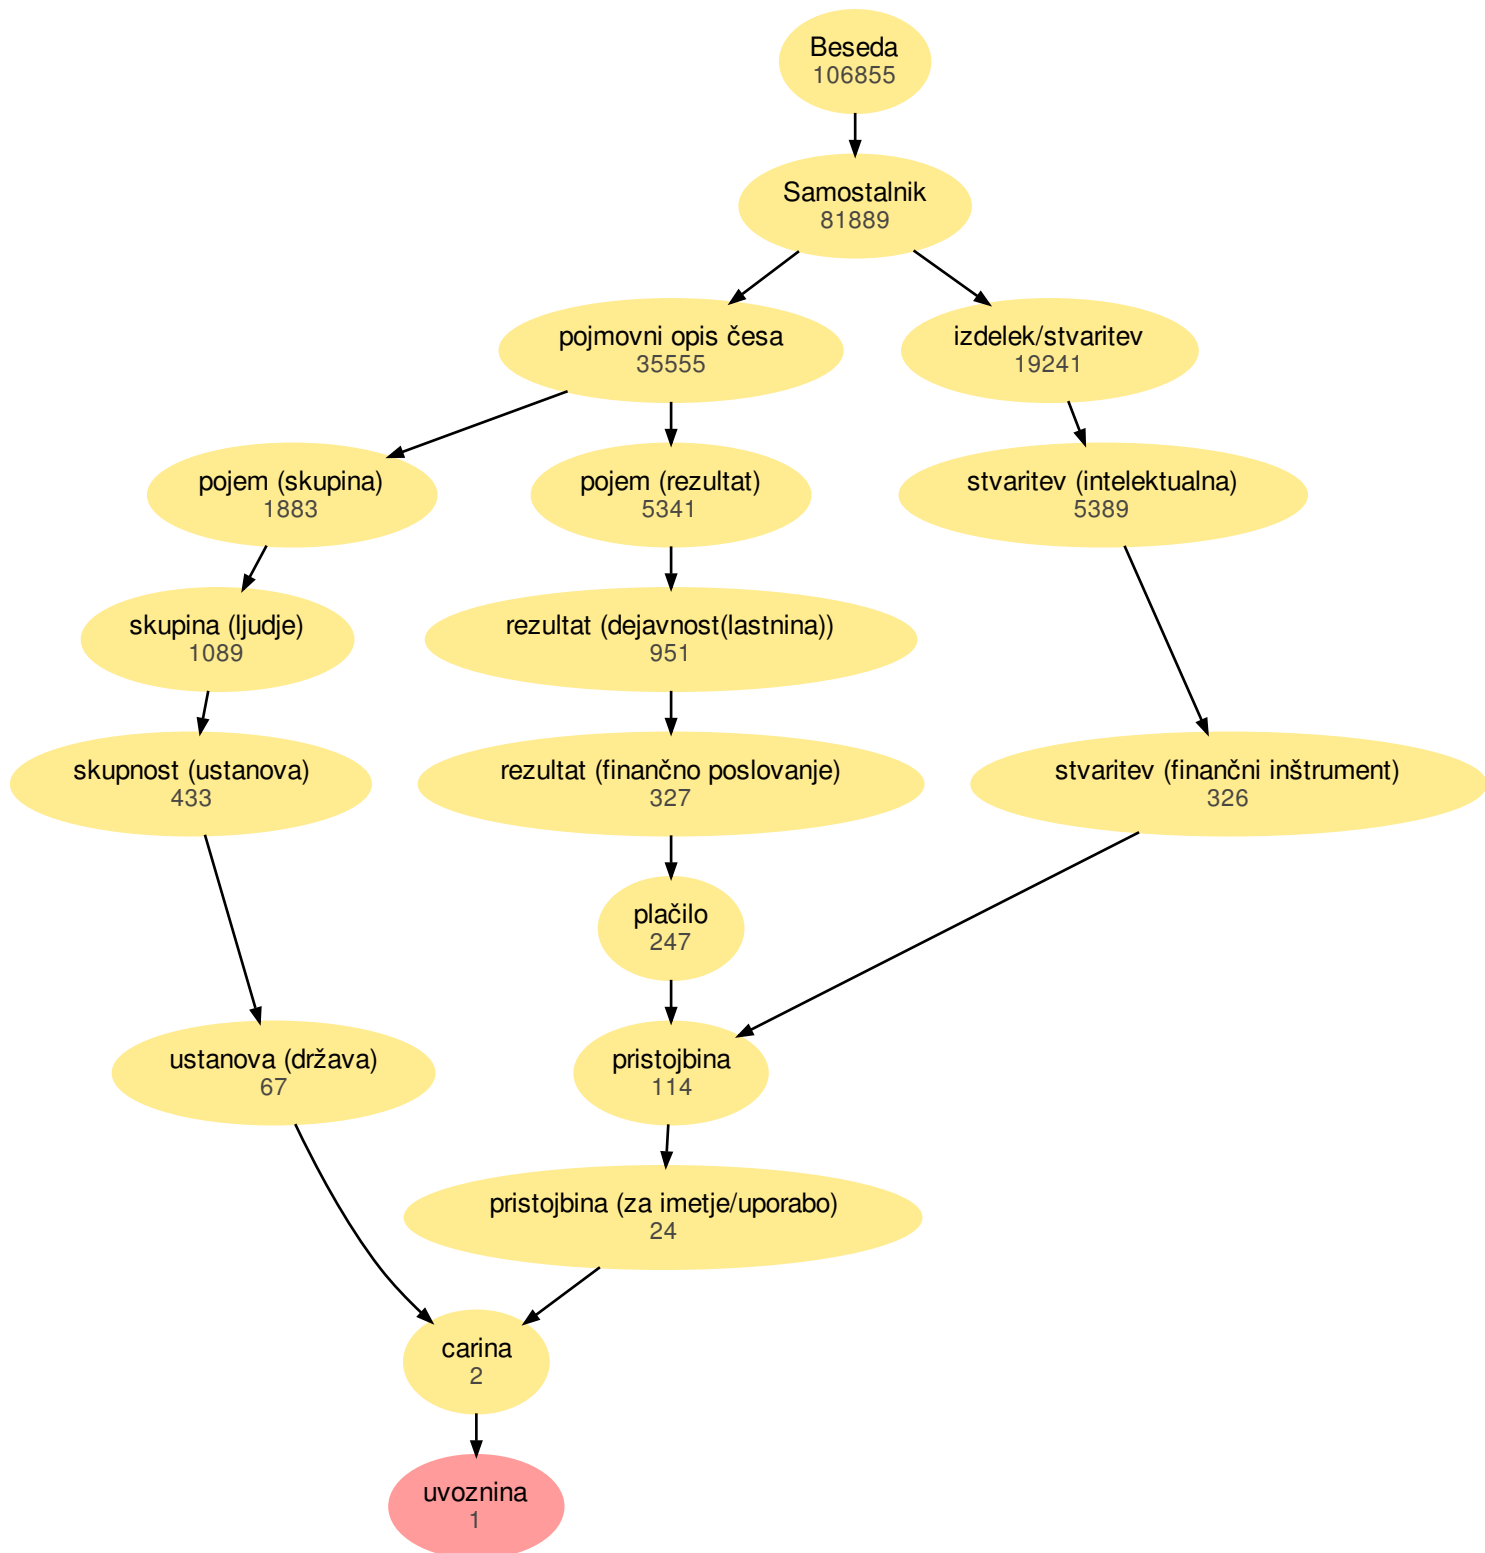 Beseda
106855
Samostalnik
81889
pojmovni opis česa
35555
izdelek/stvaritev
19241
pojem (skupina)
1883
pojem (rezultat)
5341
stvaritev (intelektualna)
5389
skupina (ljudje)
1089
rezultat (dejavnost(lastnina))
951
skupnost (ustanova)
433
rezultat (finančno poslovanje)
327
stvaritev (finančni inštrument)
326
plačilo
247
ustanova (država)
67
pristojbina
114
pristojbina (za imetje/uporabo)
24
carina
2
uvoznina
1